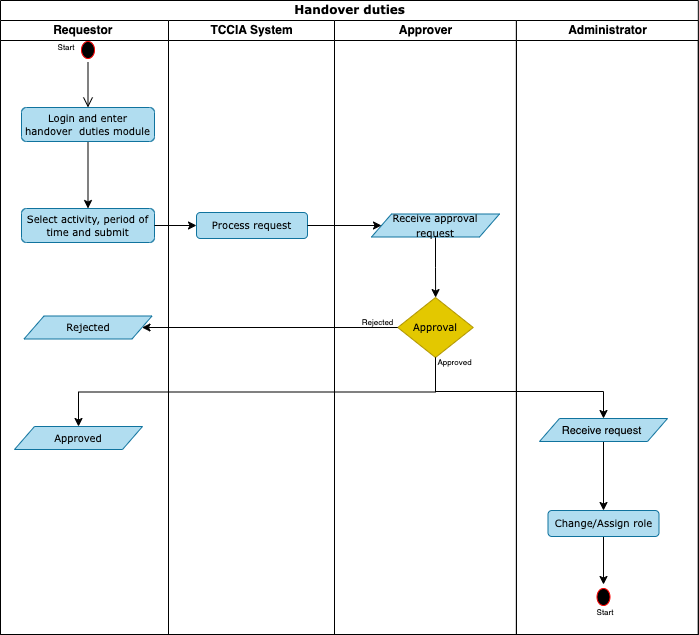 Handover duties
Requestor
TCCIA System
Approver
Administrator
Start
Login and enter
handover duties module
Select activity, period of
time and submit
Process request
Receive approval
request
Rejected
Rejected
Approval
Approved
Approved
Receive request
Change/Assign role
Start